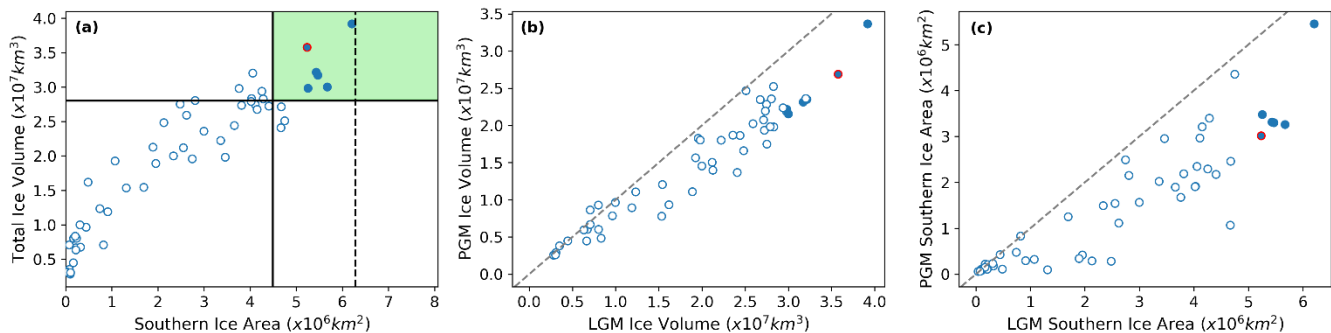 (a)
Total Ice Volume (x10⁷km³)
4.0
3.5
3.0
2.5
2.0
1.5
1.0
0.5
0 1 2 3 4 5 6 7 8
Southern Ice Area (x10⁶km²)
(b)
PGM Ice Volume (x10⁷km³)
3.5
3.0
2.5
2.0
1.5
1.0
0.5
0.0
0.0 0.5 1.0 1.5 2.0 2.5 3.0 3.5 4.0
LGM Ice Volume (x10⁷km³)
(c)
PGM Southern Ice Area (x10⁶km²)
5
4
3
2
1
0
0 1 2 3 4 5 6
LGM Southern Ice Area (x10⁶km²)